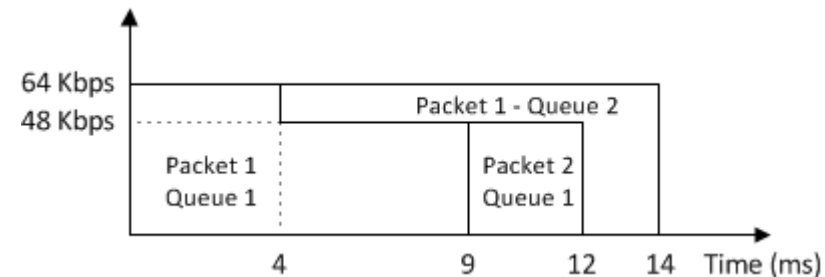 64 Kbps
48 Kbps
Packet 1 - Queue 2
Packet 1
Queue 1
Packet 2
Queue 1
4
9
12
14
Time (ms)